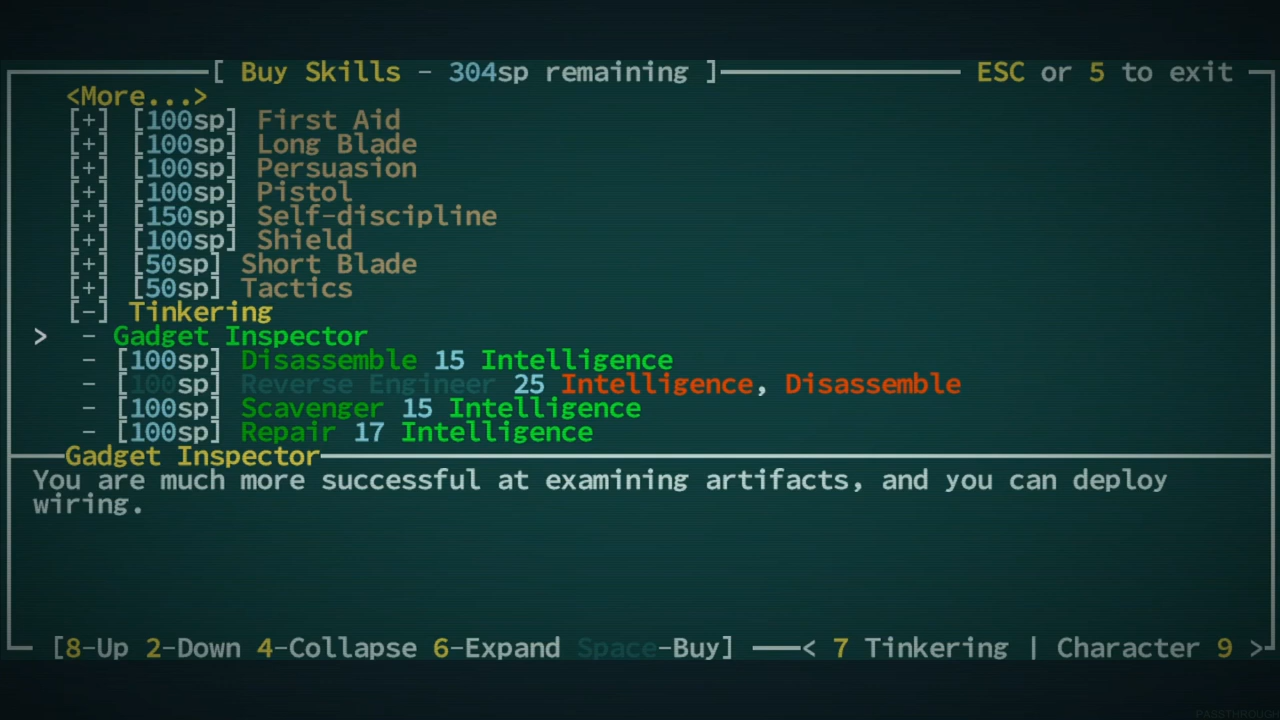 [ Buy Skills - 304sp remaining ] ESC or 5 to exit
<More...>
[+] [100sp] First Aid
[+] [100sp] Long Blade
[+] [100sp] Persuasion
[+] [100sp] Pistol
[+] [150sp] Self-discipline
[+] [100sp] Shield
[+] [50sp] Short Blade
[+] [50sp] Tactics
[-] Tinkering
> - Gadget Inspector
- [100sp] Disassemble 15 Intelligence
- [100sp] Reverse Engineer 25 Intelligence, Disassemble
- [100sp] Scavenger 15 Intelligence
- [100sp] Repair 17 Intelligence
Gadget Inspector
You are much more successful at examining artifacts, and you can deploy
wiring.
[8-Up 2-Down 4-Collapse 6-Expand Space-Buy] < 7 Tinkering | Character 9 >
PASSTHROUGH